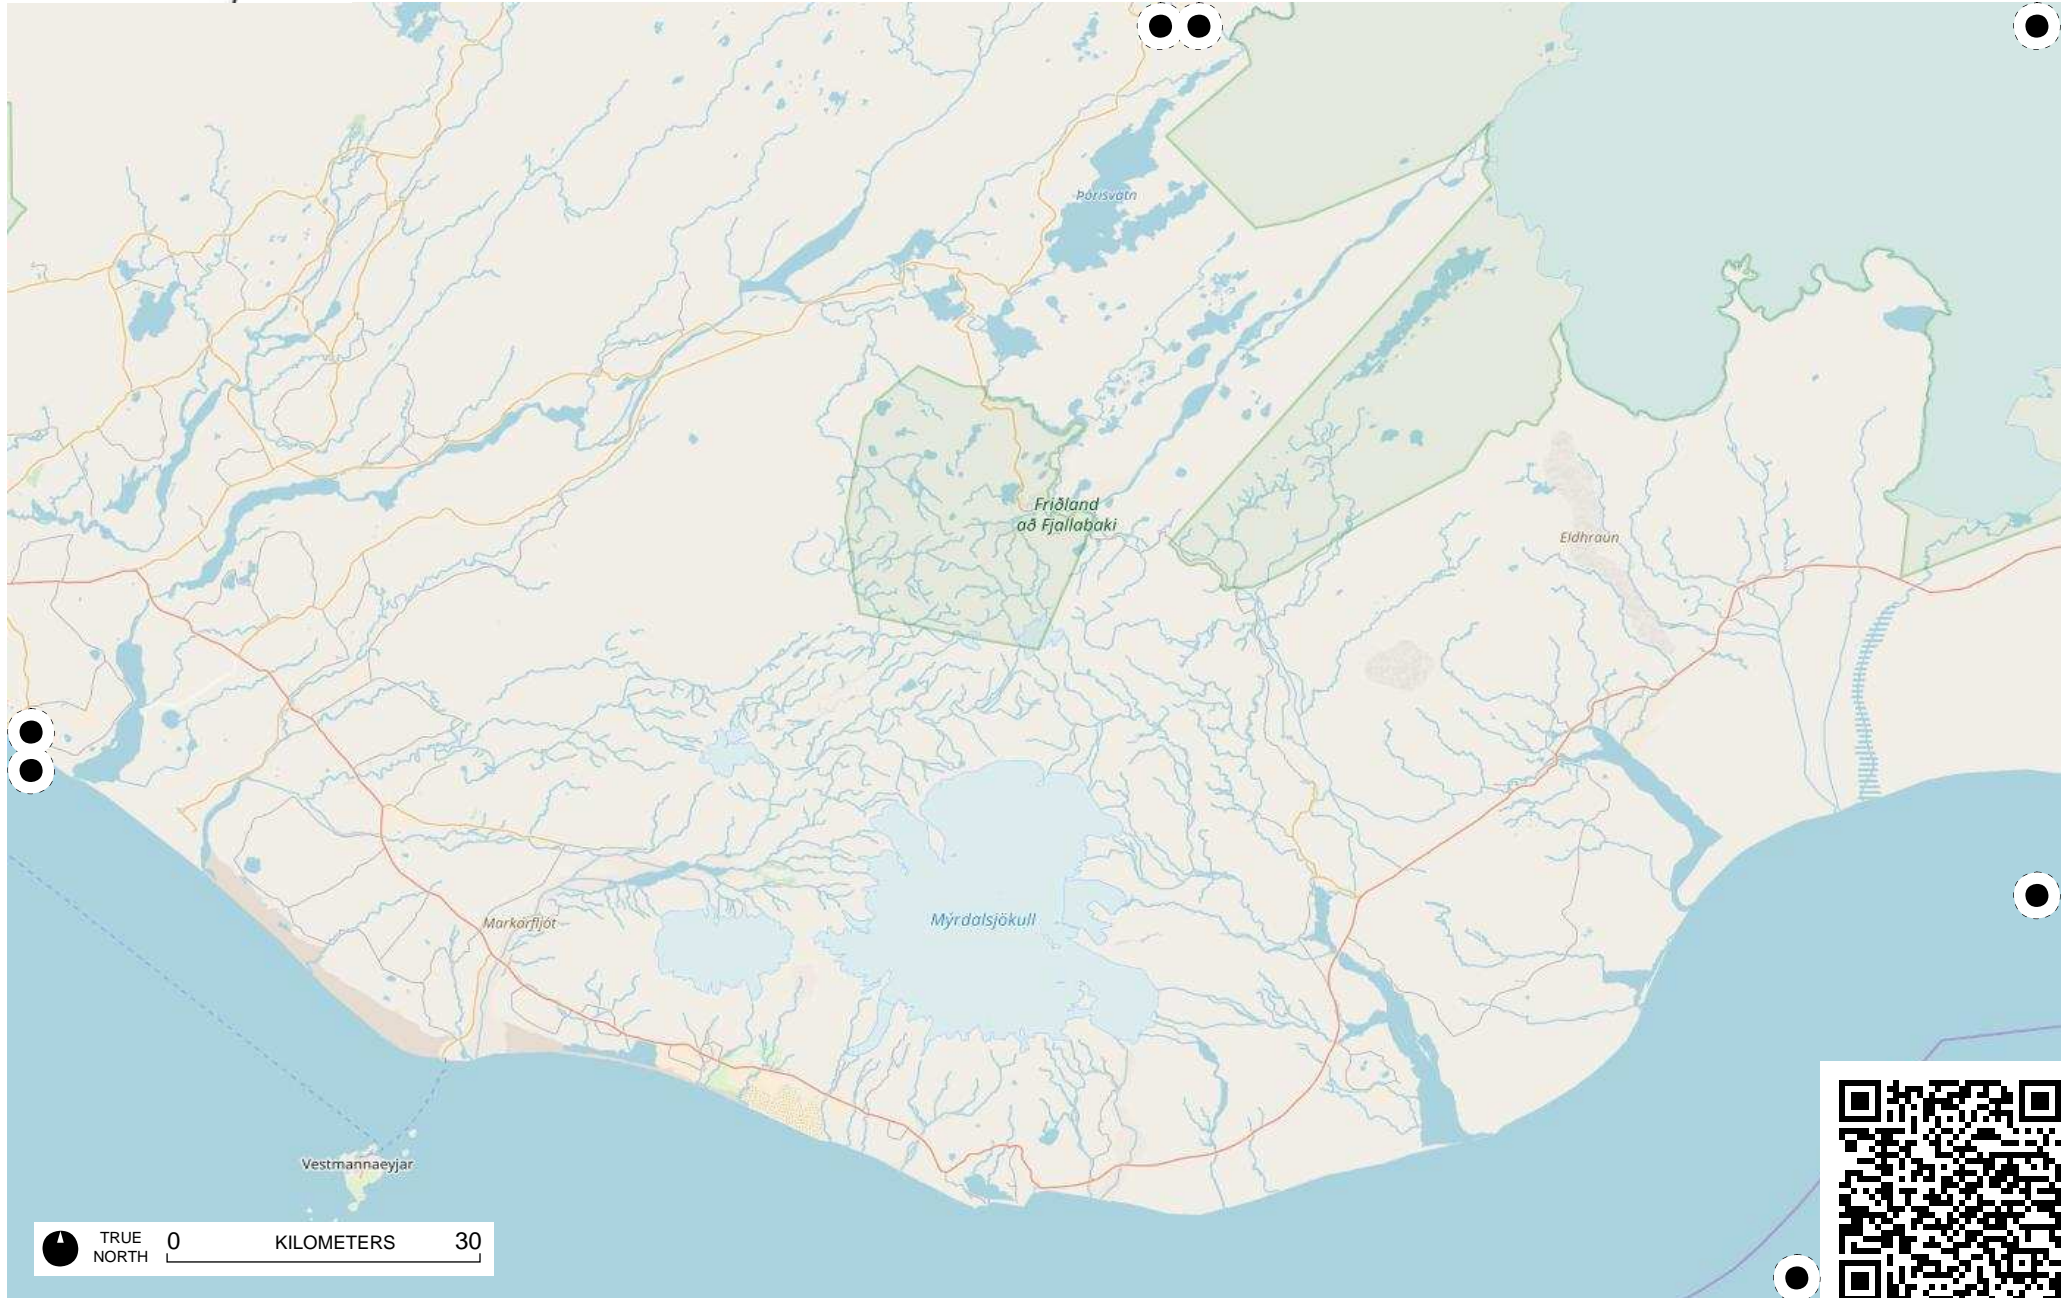 Þórisvatn
Friðland
að Fjallabaki
Eldhraun
Markarfljót
Mýrdalsjökull
Vestmannaeyjar
TRUE
NORTH
0 KILOMETERS 30